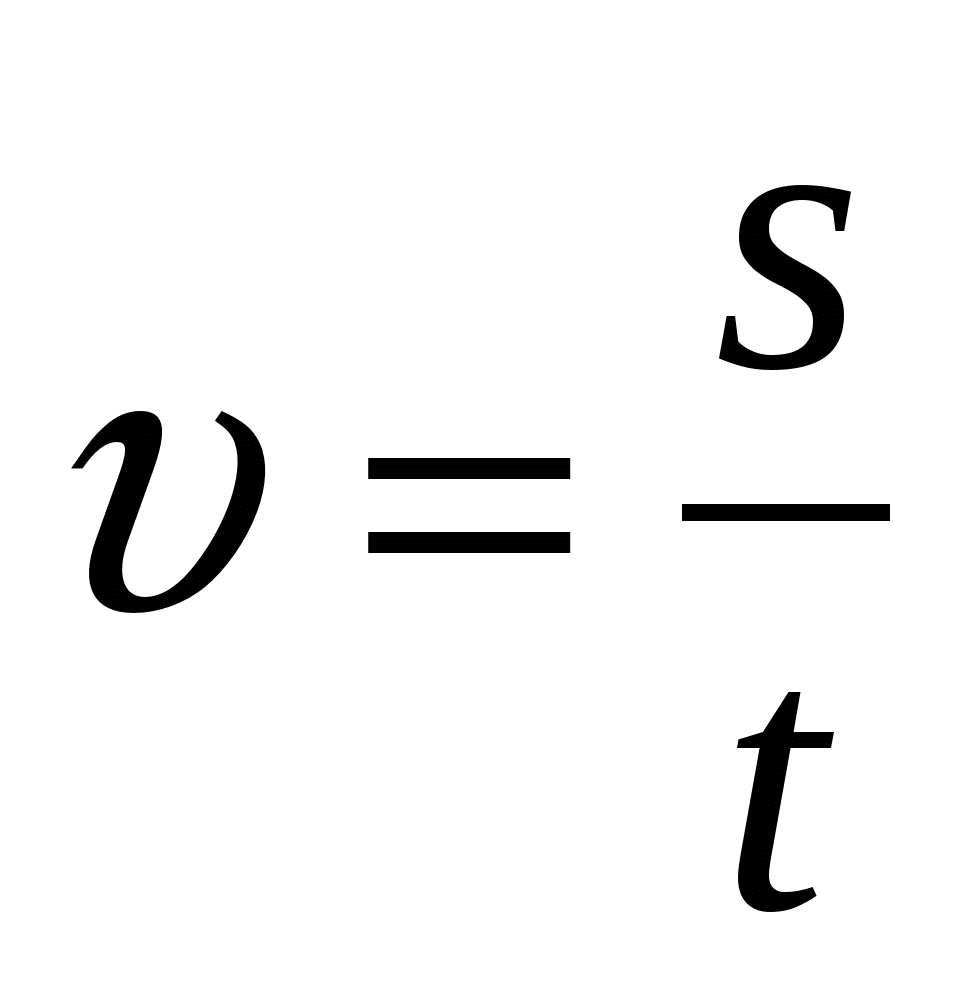 v = s/t